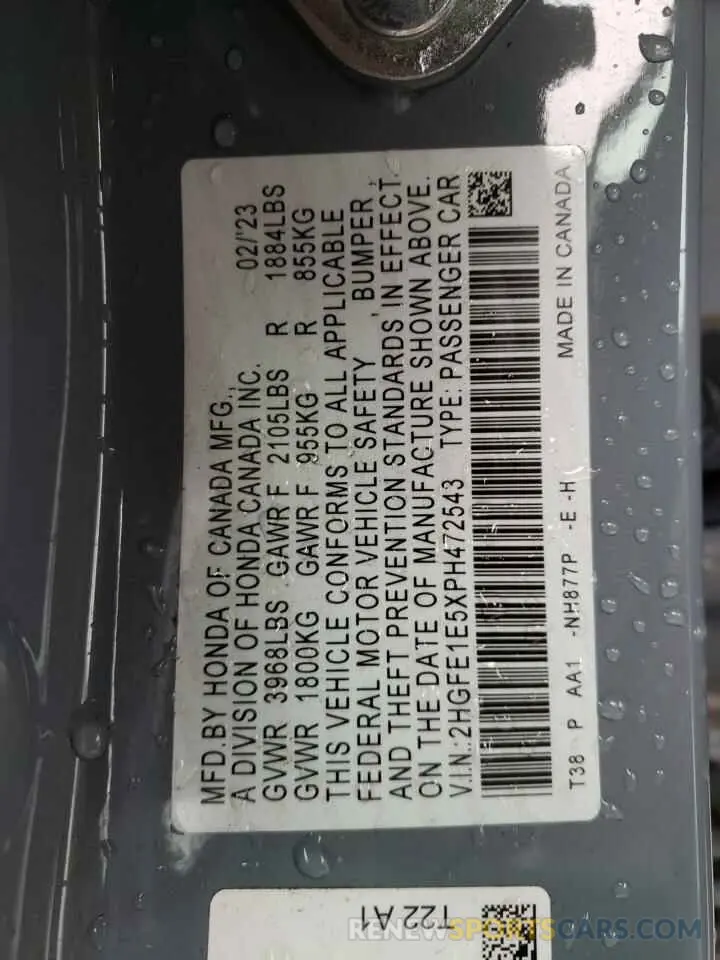 MFD.BY HONDA OF CANADA MFG.,
A DIVISION OF HONDA CANADA INC. 02/'23
GVWR 3968LBS GAWR F 2105LBS R 1884LBS
GVWR 1800KG GAWR F 955KG R 855KG
THIS VEHICLE CONFORMS TO ALL APPLICABLE
FEDERAL MOTOR VEHICLE SAFETY , BUMPER ,
AND THEFT PREVENTION STANDARDS IN EFFECT
ON THE DATE OF MANUFACTURE SHOWN ABOVE.
V.I.N.:2HGFE1E5XPH472543 TYPE: PASSENGER CAR
T38 P AA1 -NH877P -E -H MADE IN CANADA
T22 A1
RENEWSPORTSCARS.COM